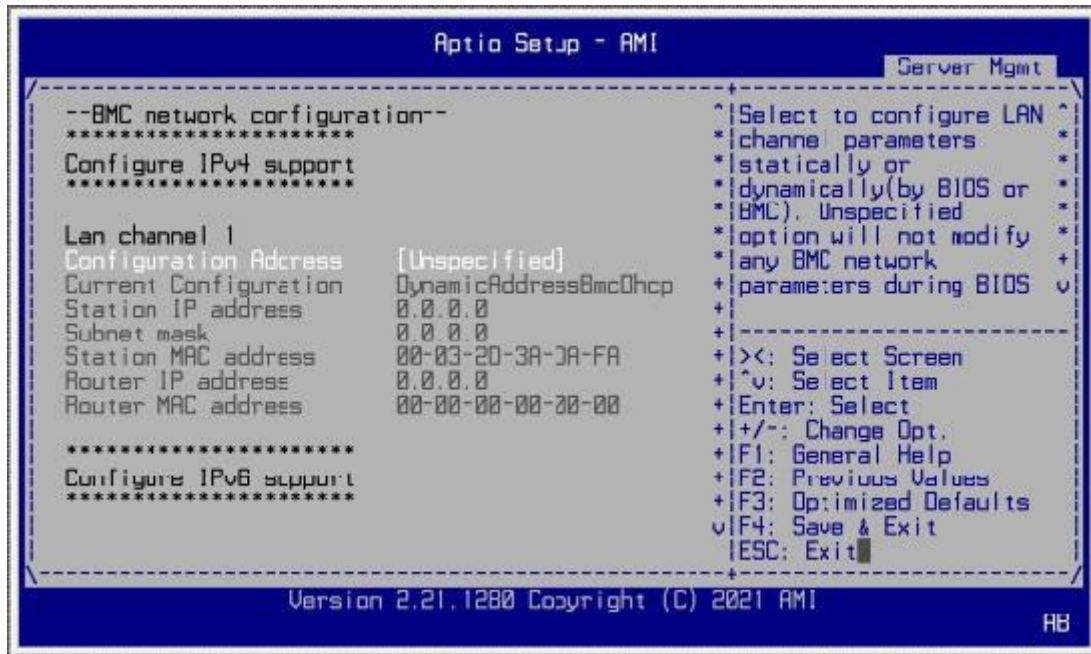 Aptio Setup - AMI
Server Mgmt
--BMC network configuration--
***********************
Configure IPv4 support
***********************
Lan channel 1
Configuration Address [Unspecified]
Current Configuration DynamicAddressBmcDhcp
Station IP address 0.0.0.0
Subnet mask 0.0.0.0
Station MAC address 00-03-2D-3A-DA-FA
Router IP address 0.0.0.0
Router MAC address 00-00-00-00-00-00
***********************
Configure IPv6 support
***********************
Select to configure LAN
channel parameters
statically or
dynamically(by BIOS or
BMC). Unspecified
option will not modify
any BMC network
parameters during BIOS
><: Select Screen
^v: Select Item
Enter: Select
+/-: Change Opt.
F1: General Help
F2: Previous Values
F3: Optimized Defaults
F4: Save & Exit
ESC: Exit
Version 2.21.1280 Copyright (C) 2021 AMI
AB